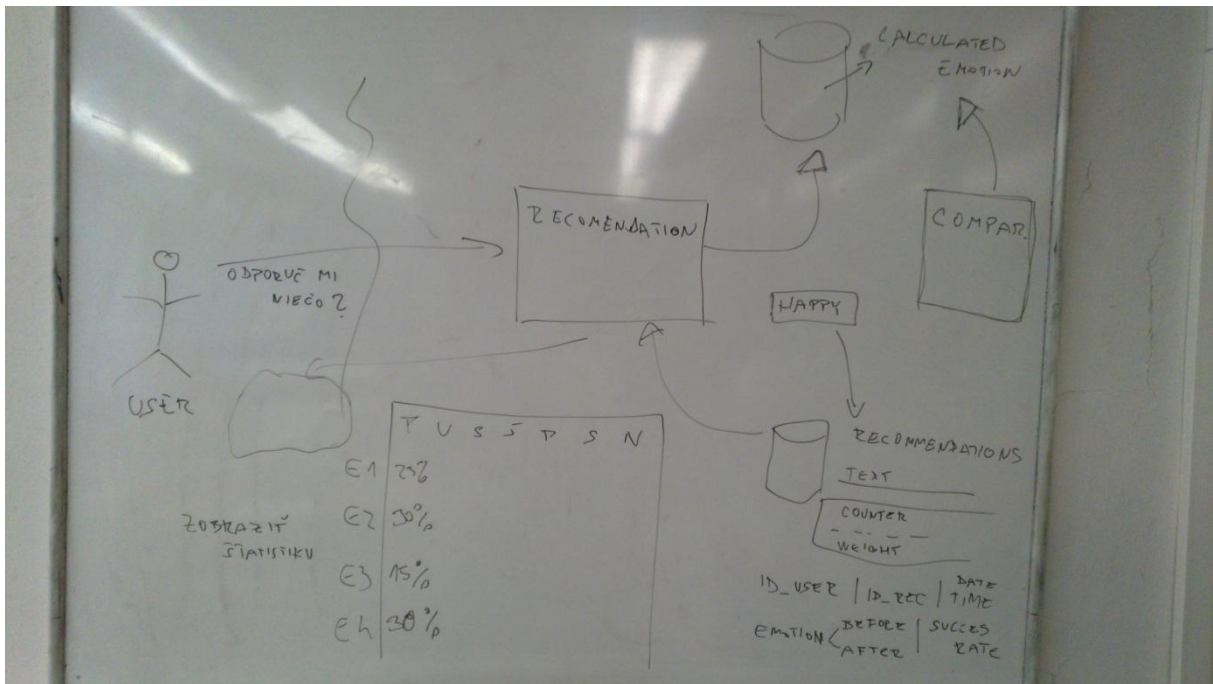 CALCULATED
EMOTION
RECOMENDATION
COMPAR.
ODPORUČ MI
NIEČO?
HAPPY
USER
RECOMMENDATIONS
TEXT
COUNTER
WEIGHT
P U S Š P S N
E1 25%
E2 30%
E3 15%
E4 30%
ZOBRAZIŤ
ŠTATISTIKU
ID_USER | ID_REC | DATE
TIME
EMOTION < BEFORE | SUCCES
AFTER | RATE